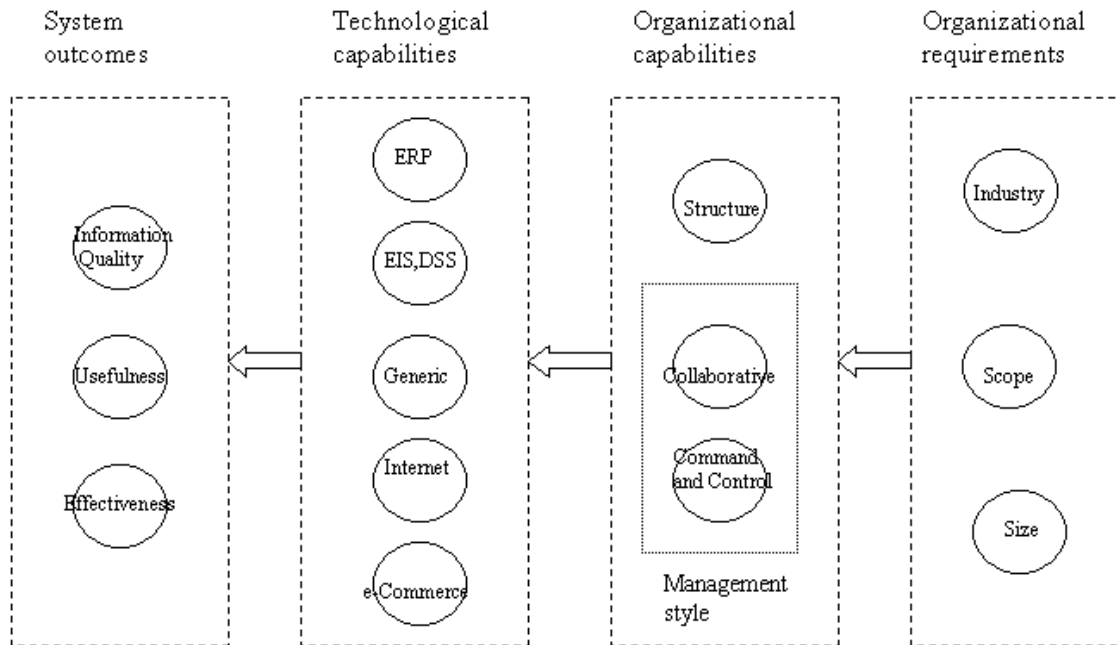 System
outcomes
Technological
capabilities
Organizational
capabilities
Organizational
requirements
Information
Quality
Usefulness
Effectiveness
ERP
EIS,DSS
Generic
Internet
e-Commerce
Structure
Collaborative
Command
and Control
Management
style
Industry
Scope
Size